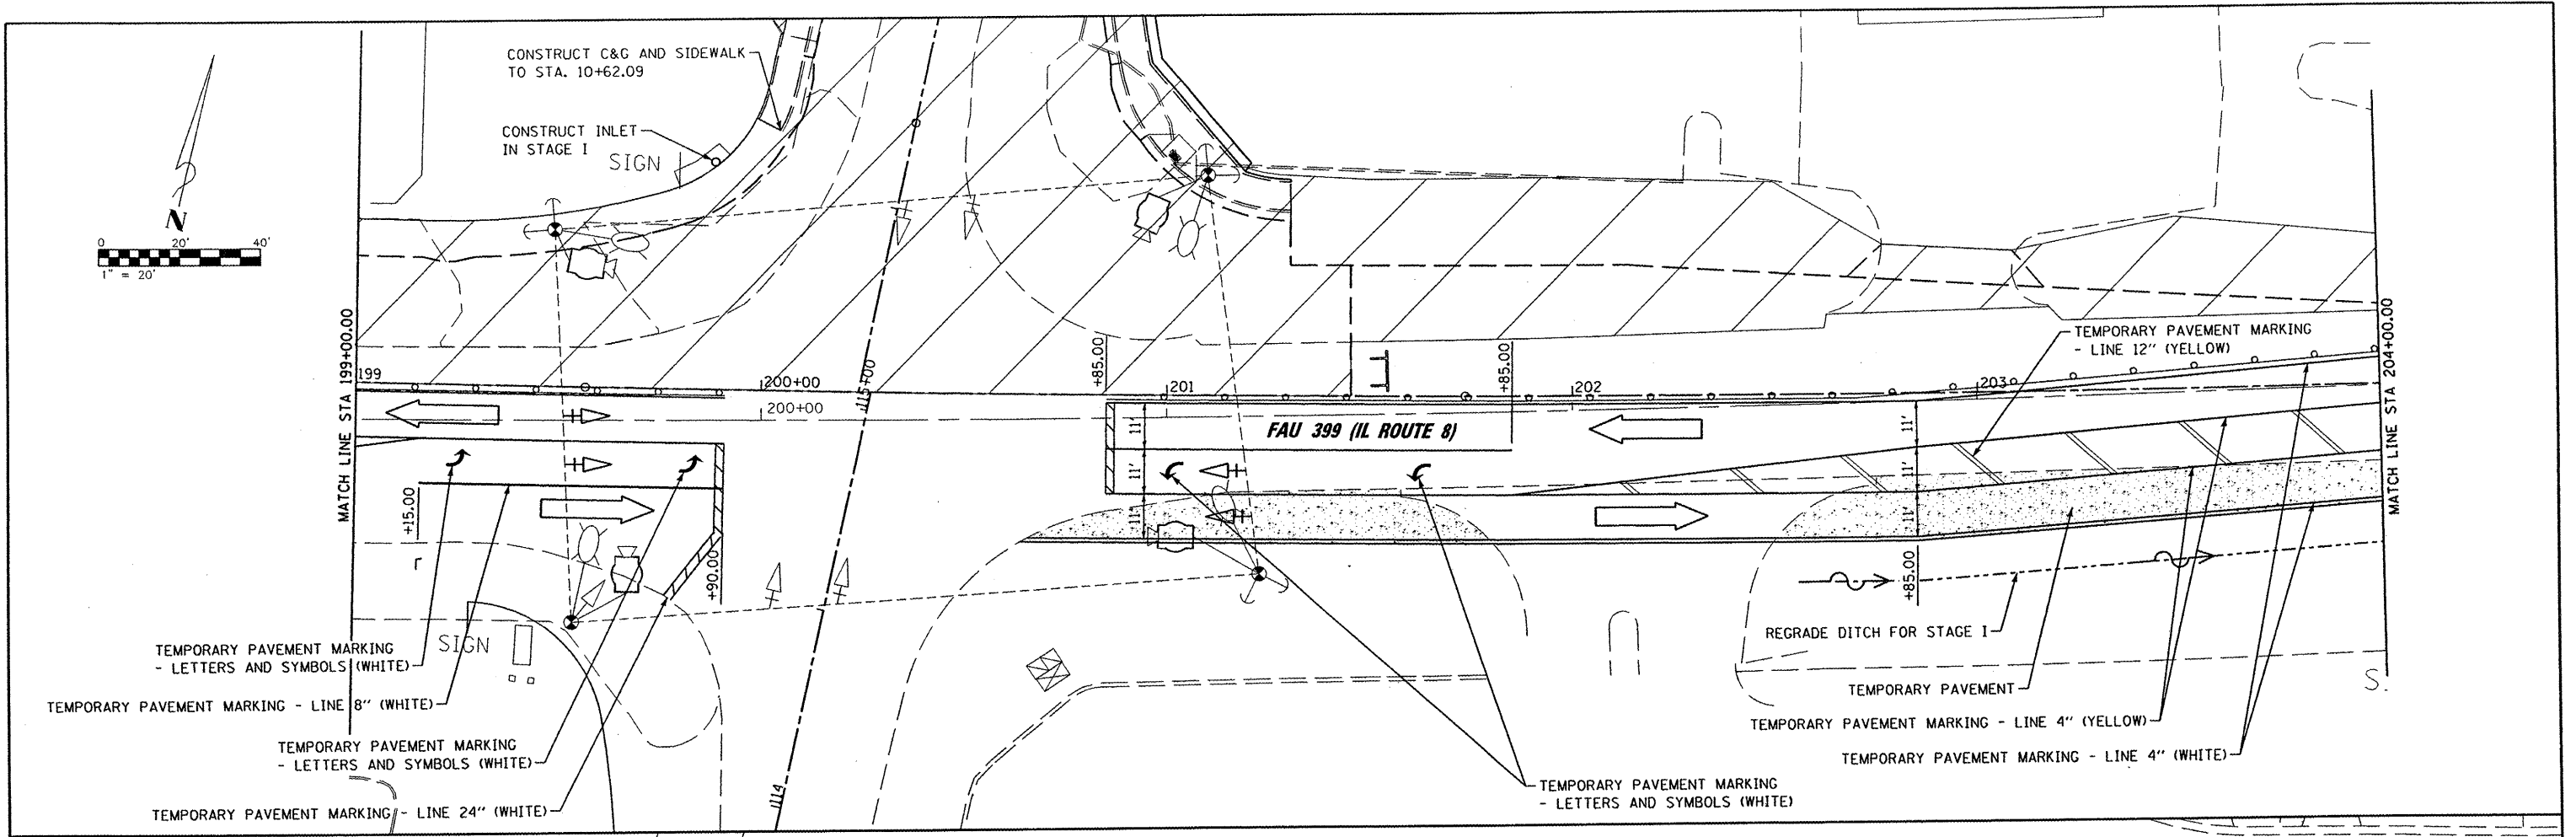 CONSTRUCT C&G AND SIDEWALK
TO STA. 10+62.09
CONSTRUCT INLET
IN STAGE I
SIGN
N
0 20' 40'
1" = 20'
MATCH LINE STA 199+00.00
199
200+00
200+00
115+00
+85.00
201
+85.00
202
203
TEMPORARY PAVEMENT MARKING
- LINE 12" (YELLOW)
MATCH LINE STA 204+00.00
FAU 399 (IL ROUTE 8)
11'
11'
11'
11'
11'
11'
+15.00
+90.00
+85.00
SIGN
REGRADE DITCH FOR STAGE I
TEMPORARY PAVEMENT MARKING
- LETTERS AND SYMBOLS (WHITE)
TEMPORARY PAVEMENT MARKING - LINE 8" (WHITE)
TEMPORARY PAVEMENT MARKING
- LETTERS AND SYMBOLS (WHITE)
TEMPORARY PAVEMENT MARKING - LINE 24" (WHITE)
114
TEMPORARY PAVEMENT MARKING
- LETTERS AND SYMBOLS (WHITE)
TEMPORARY PAVEMENT
TEMPORARY PAVEMENT MARKING - LINE 4" (YELLOW)
TEMPORARY PAVEMENT MARKING - LINE 4" (WHITE)
S.